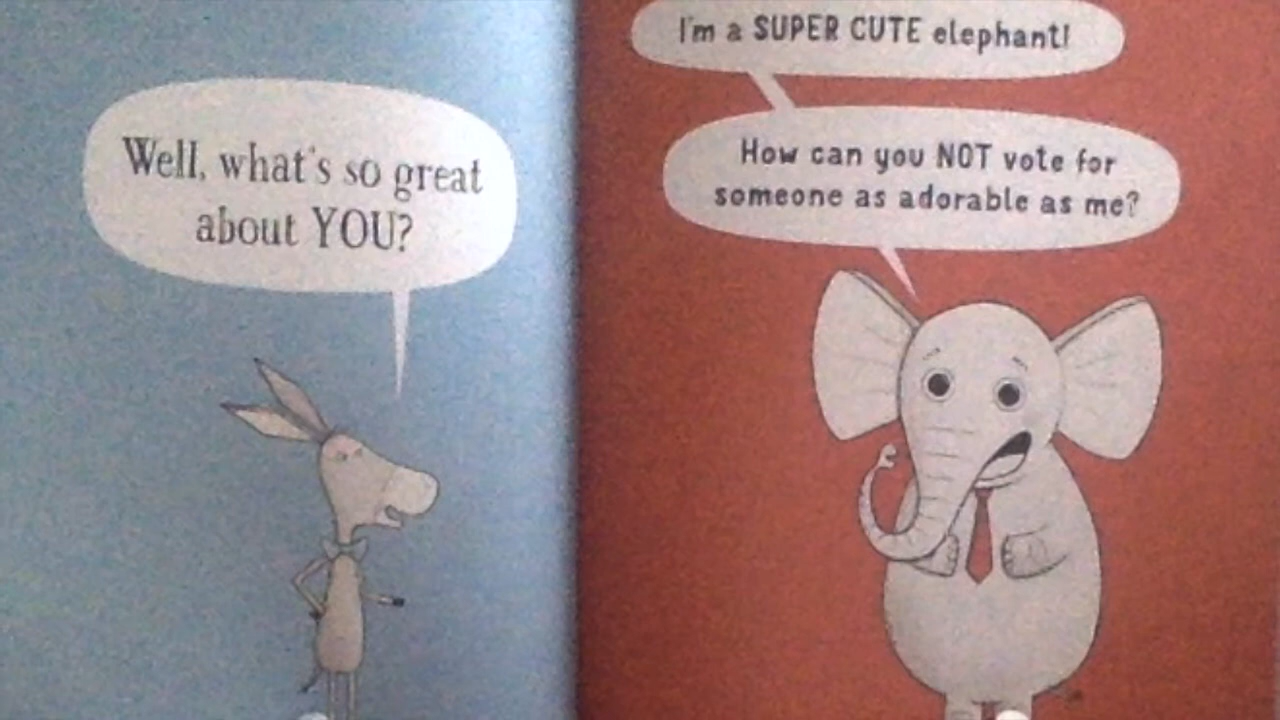 Well, what's so great
about YOU?
I'm a SUPER CUTE elephant!
How can you NOT vote for
someone as adorable as me?